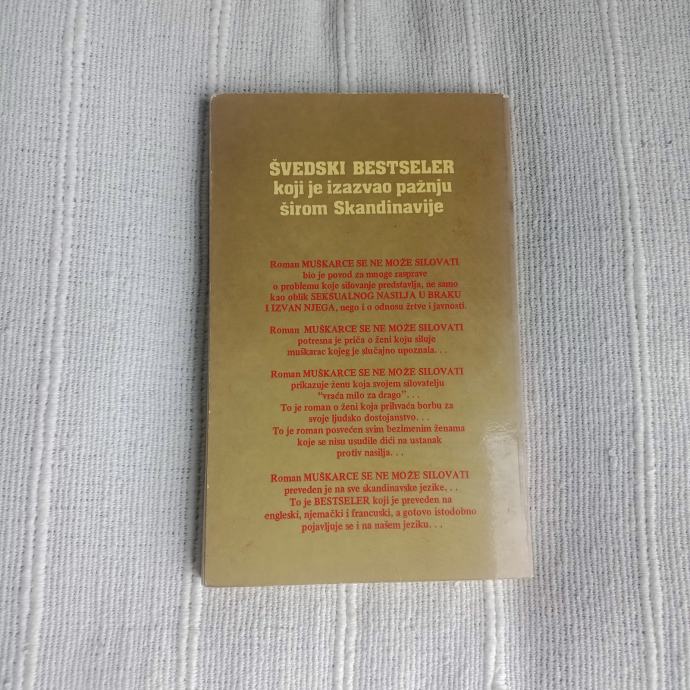 ŠVEDSKI BESTSELER
koji je izazvao pažnju
širom Skandinavije
Roman MUŠKARCE SE NE MOŽE SILOVATI
bio je povod za mnoge zasprave
o problemu koje silovanje predstavlja, ne samo
kao oblik SEKSUALNOG NASILJA U BRAKU
I IZVAN NJEGA, nego i o odnosu žrtve i javnosti.
Roman MUŠKARCE SE NE MOŽE SILOVATI
potresna je priča o ženi koju siluje
muškarac kojeg je slučajno upoznala. . .
Roman MUŠKARCE SE NE MOŽE SILOVATI
prikazuje ženu koja svojem silovatelju
“vraća milo za drago”. . .
To je roman o ženi koja prihvaća borbu za
svoje ljudsko dostojanstvo. . .
To je roman posvećen svim bezimenim ženama
koje se nisu usudile dići na ustanak
protiv nasilja. . .
Roman MUŠKARCE SE NE MOŽE SILOVATI
preveden je na sve skandinavske jezike. . .
To je BESTSELER koji je preveden na
engleski, njemački i francuski, a gotovo istodobno
pojavljuje se i na našem jeziku. . .